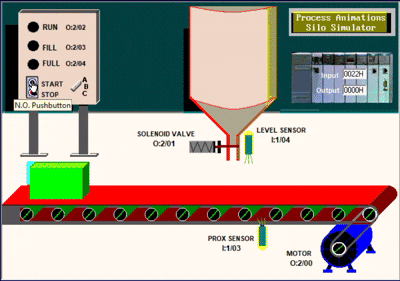 RUN O:2/02
FILL O:2/03
FULL O:2/04
START
STOP
A
B
C
N.O. Pushbutton
Process Animations
Silo Simulator
Input 0022H
Output 0000H
SOLENOID VALVE
O:2/01
LEVEL SENSOR
I:1/04
PROX SENSOR
I:1/03
MOTOR
O:2/00